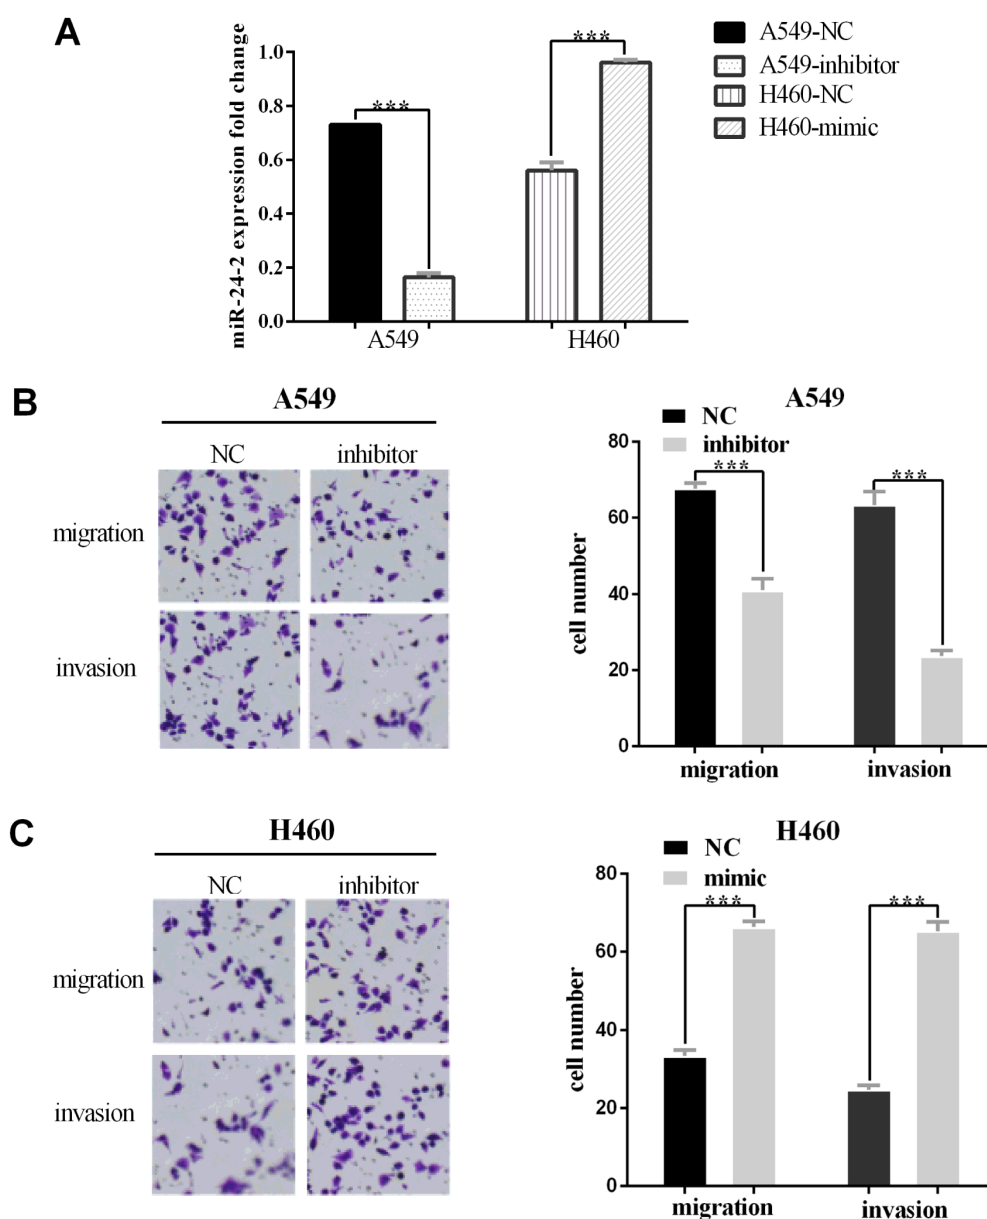 A
miR-24-2 expression fold change
1.0
0.8
0.6
0.4
0.2
0.0
***
***
A549
H460
A549-NC
A549-inhibitor
H460-NC
H460-mimic
B
A549
NC
inhibitor
migration
invasion
A549
NC
inhibitor
cell number
80
60
40
20
0
***
***
migration
invasion
C
H460
NC
inhibitor
migration
invasion
H460
NC
mimic
cell number
80
60
40
20
0
***
***
migration
invasion